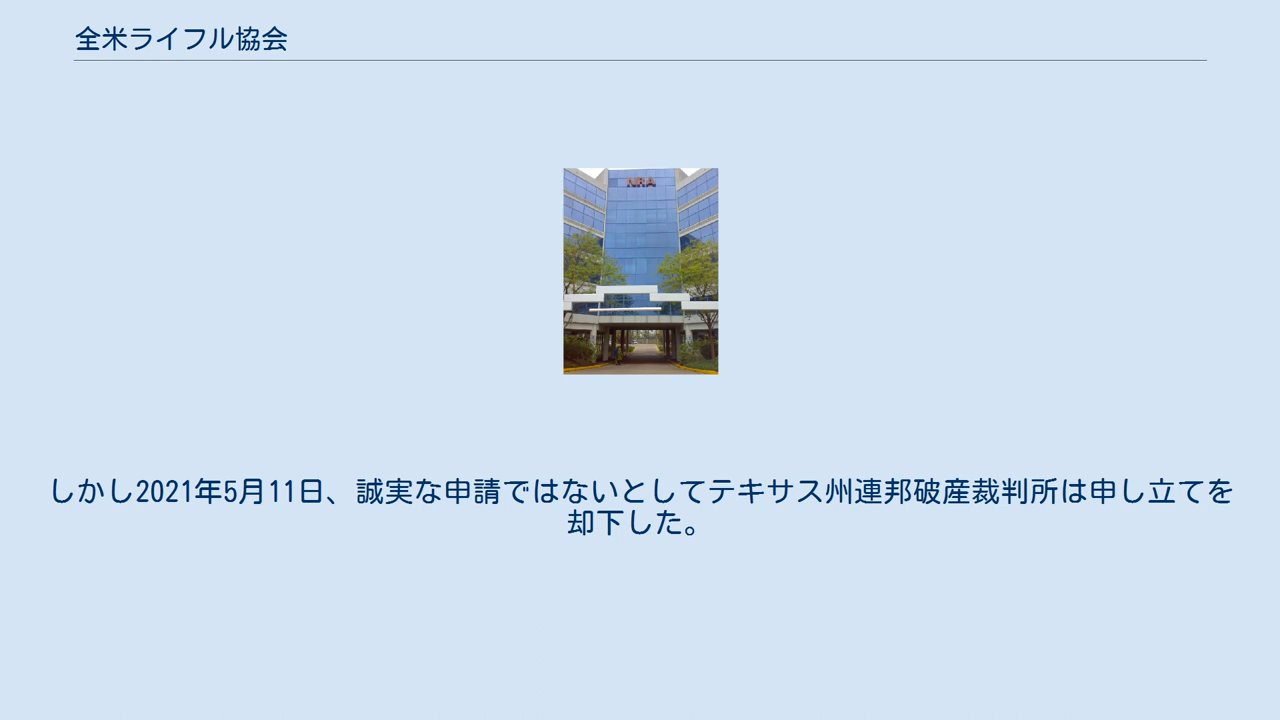 全米ライフル協会
NRA
しかし2021年5月11日、誠実な申請ではないとしてテキサス州連邦破産裁判所は申し立てを
却下した。